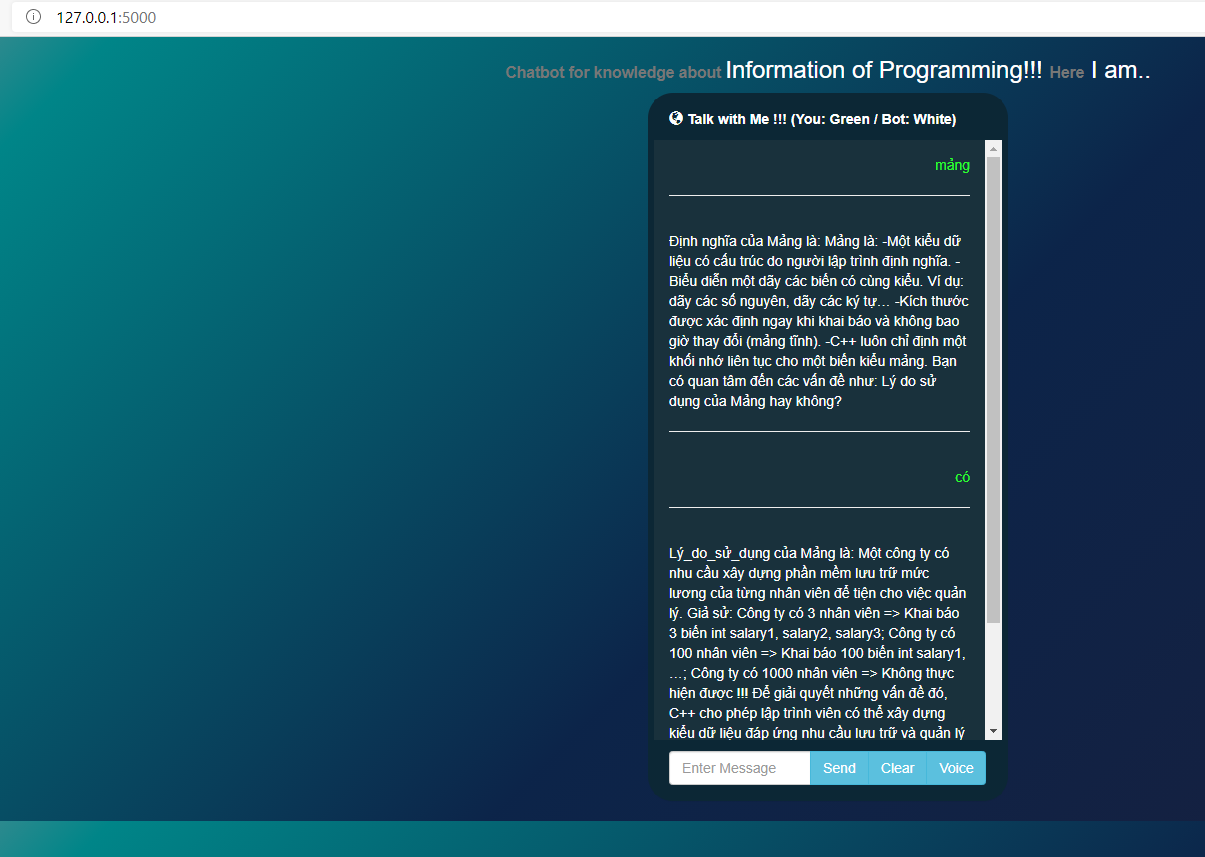 127.0.0.1:5000
Chatbot for knowledge about Information of Programming!!! Here I am..
Talk with Me !!! (You: Green / Bot: White)
mảng
Định nghĩa của Mảng là: Mảng là: -Một kiểu dữ
liệu có cấu trúc do người lập trình định nghĩa. -
Biểu diễn một dãy các biến có cùng kiểu. Ví dụ:
dãy các số nguyên, dãy các ký tự… -Kích thước
được xác định ngay khi khai báo và không bao
giờ thay đổi (mảng tĩnh). -C++ luôn chỉ định một
khối nhớ liên tục cho một biến kiểu mảng. Bạn
có quan tâm đến các vấn đề như: Lý do sử
dụng của Mảng hay không?
có
Lý_do_sử_dụng của Mảng là: Một công ty có
nhu cầu xây dựng phần mềm lưu trữ mức
lương của từng nhân viên để tiện cho việc quản
lý. Giả sử: Công ty có 3 nhân viên => Khai báo
3 biến int salary1, salary2, salary3; Công ty có
100 nhân viên => Khai báo 100 biến int salary1,
…; Công ty có 1000 nhân viên => Không thực
hiện được !!! Để giải quyết những vấn đề đó,
C++ cho phép lập trình viên có thể xây dựng
kiểu dữ liệu đáp ứng nhu cầu lưu trữ và quản lý
Enter Message
Send
Clear
Voice